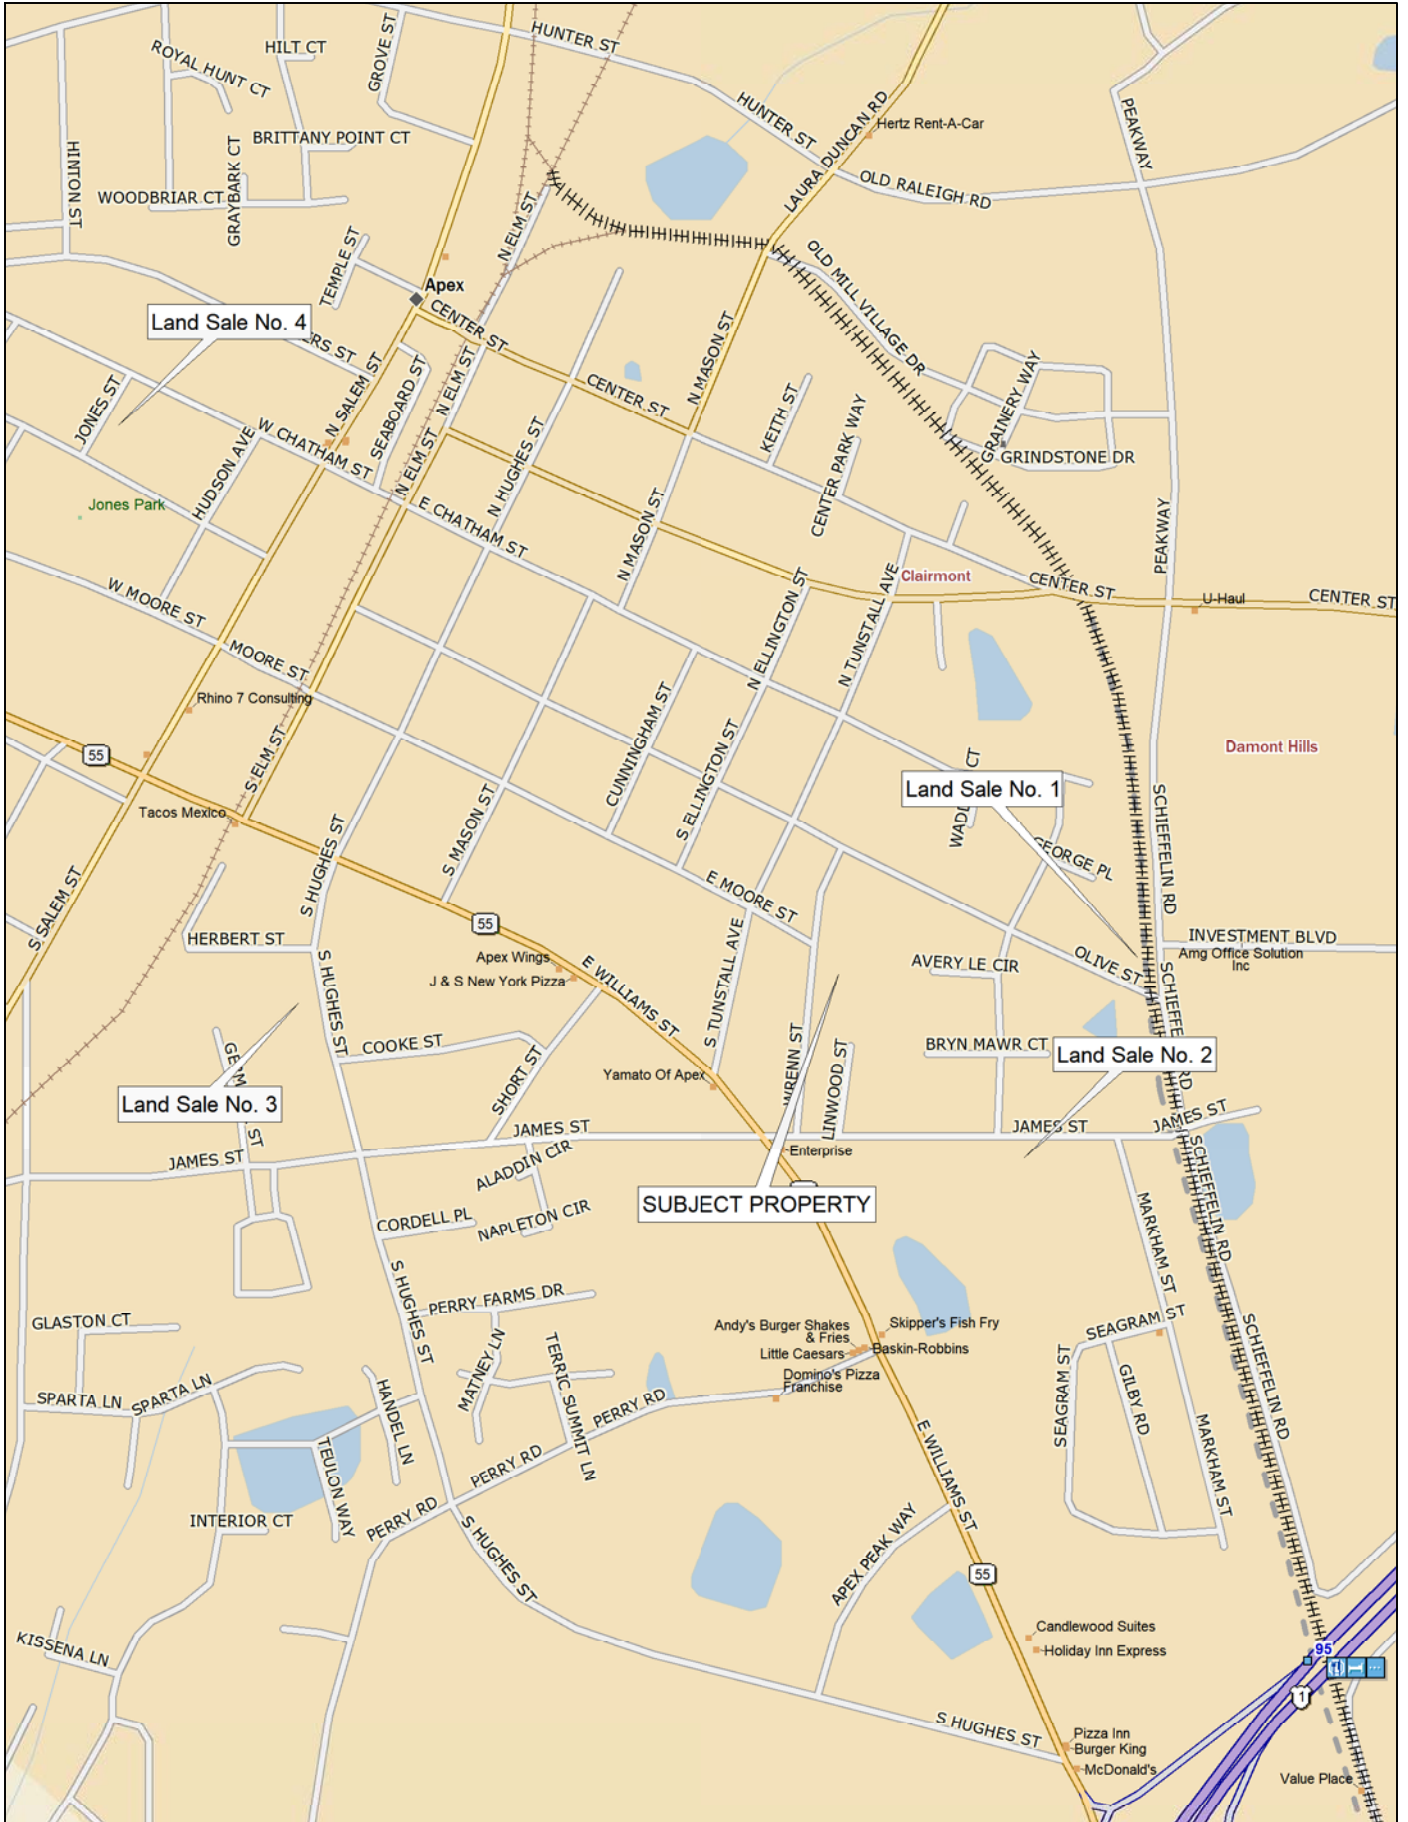 HUNTER ST
HILT CT
GROVE ST
ROYAL HUNT CT
HUNTER ST
LAURA DUNCAN RD
Hertz Rent-A-Car
PEAKWAY
BRITTANY POINT CT
HINTON ST
GRAYBARK CT
WOODBRIAR CT
OLD RALEIGH RD
N ELM ST
TEMPLE ST
OLD MILL VILLAGE DR
Apex
CENTER ST
Land Sale No. 4
ERS ST
N SALEM ST
SEABOARD ST
N ELM ST
N MASON ST
CENTER ST
KEITH ST
CENTER PARK WAY
GRAINERY WAY
GRINDSTONE DR
JONES ST
W CHATHAM ST
HUDSON AVE
N ELM ST
N HUGHES ST
E CHATHAM ST
Jones Park
N MASON ST
PEAKWAY
W MOORE ST
Clairmont
CENTER ST
U-Haul
CENTER ST
N ELLINGTON ST
N TUNSTALL AVE
MOORE ST
Rhino 7 Consulting
55
S ELM ST
CUNNINGHAM ST
S ELLINGTON ST
Damont Hills
Land Sale No. 1
WADD
CT
SCHIEFFELIN RD
Tacos Mexico
S HUGHES ST
S MASON ST
GEORGE PL
E MOORE ST
S SALEM ST
55
HERBERT ST
S HUGHES ST
Apex Wings
J & S New York Pizza
E WILLIAMS ST
S TUNSTALL AVE
AVERY LE CIR
OLIVE ST
INVESTMENT BLVD
Amg Office Solution
Inc
SCHIEFFE
RD
COOKE ST
SHORT ST
Yamato Of Apex
WRENN ST
LINWOOD ST
BRYN MAWR CT
Land Sale No. 2
GE
M
ST
Land Sale No. 3
JAMES ST
JAMES ST
JAMES ST
JAMES ST
ALADDIN CIR
Enterprise
SUBJECT PROPERTY
CORDELL PL
NAPLETON CIR
SCHIEFFELIN RD
MARKHAM ST
S HUGHES ST
PERRY FARMS DR
GLASTON CT
Andy's Burger Shakes
& Fries
Skipper's Fish Fry
Little Caesars
Baskin-Robbins
Domino's Pizza
Franchise
SEAGRAM ST
SCHIEFFELIN RD
MATNEY LN
TERRIC SUMMIT LN
SPARTA LN
SPARTA LN
HANDEL LN
PERRY RD
SEAGRAM ST
GILBY RD
MARKHAM ST
TEULON WAY
PERRY RD
E WILLIAMS ST
INTERIOR CT
PERRY RD
S HUGHES ST
APEX PEAK WAY
55
KISSENA LN
Candlewood Suites
Holiday Inn Express
95
1
S HUGHES ST
Pizza Inn
Burger King
McDonald's
Value Place